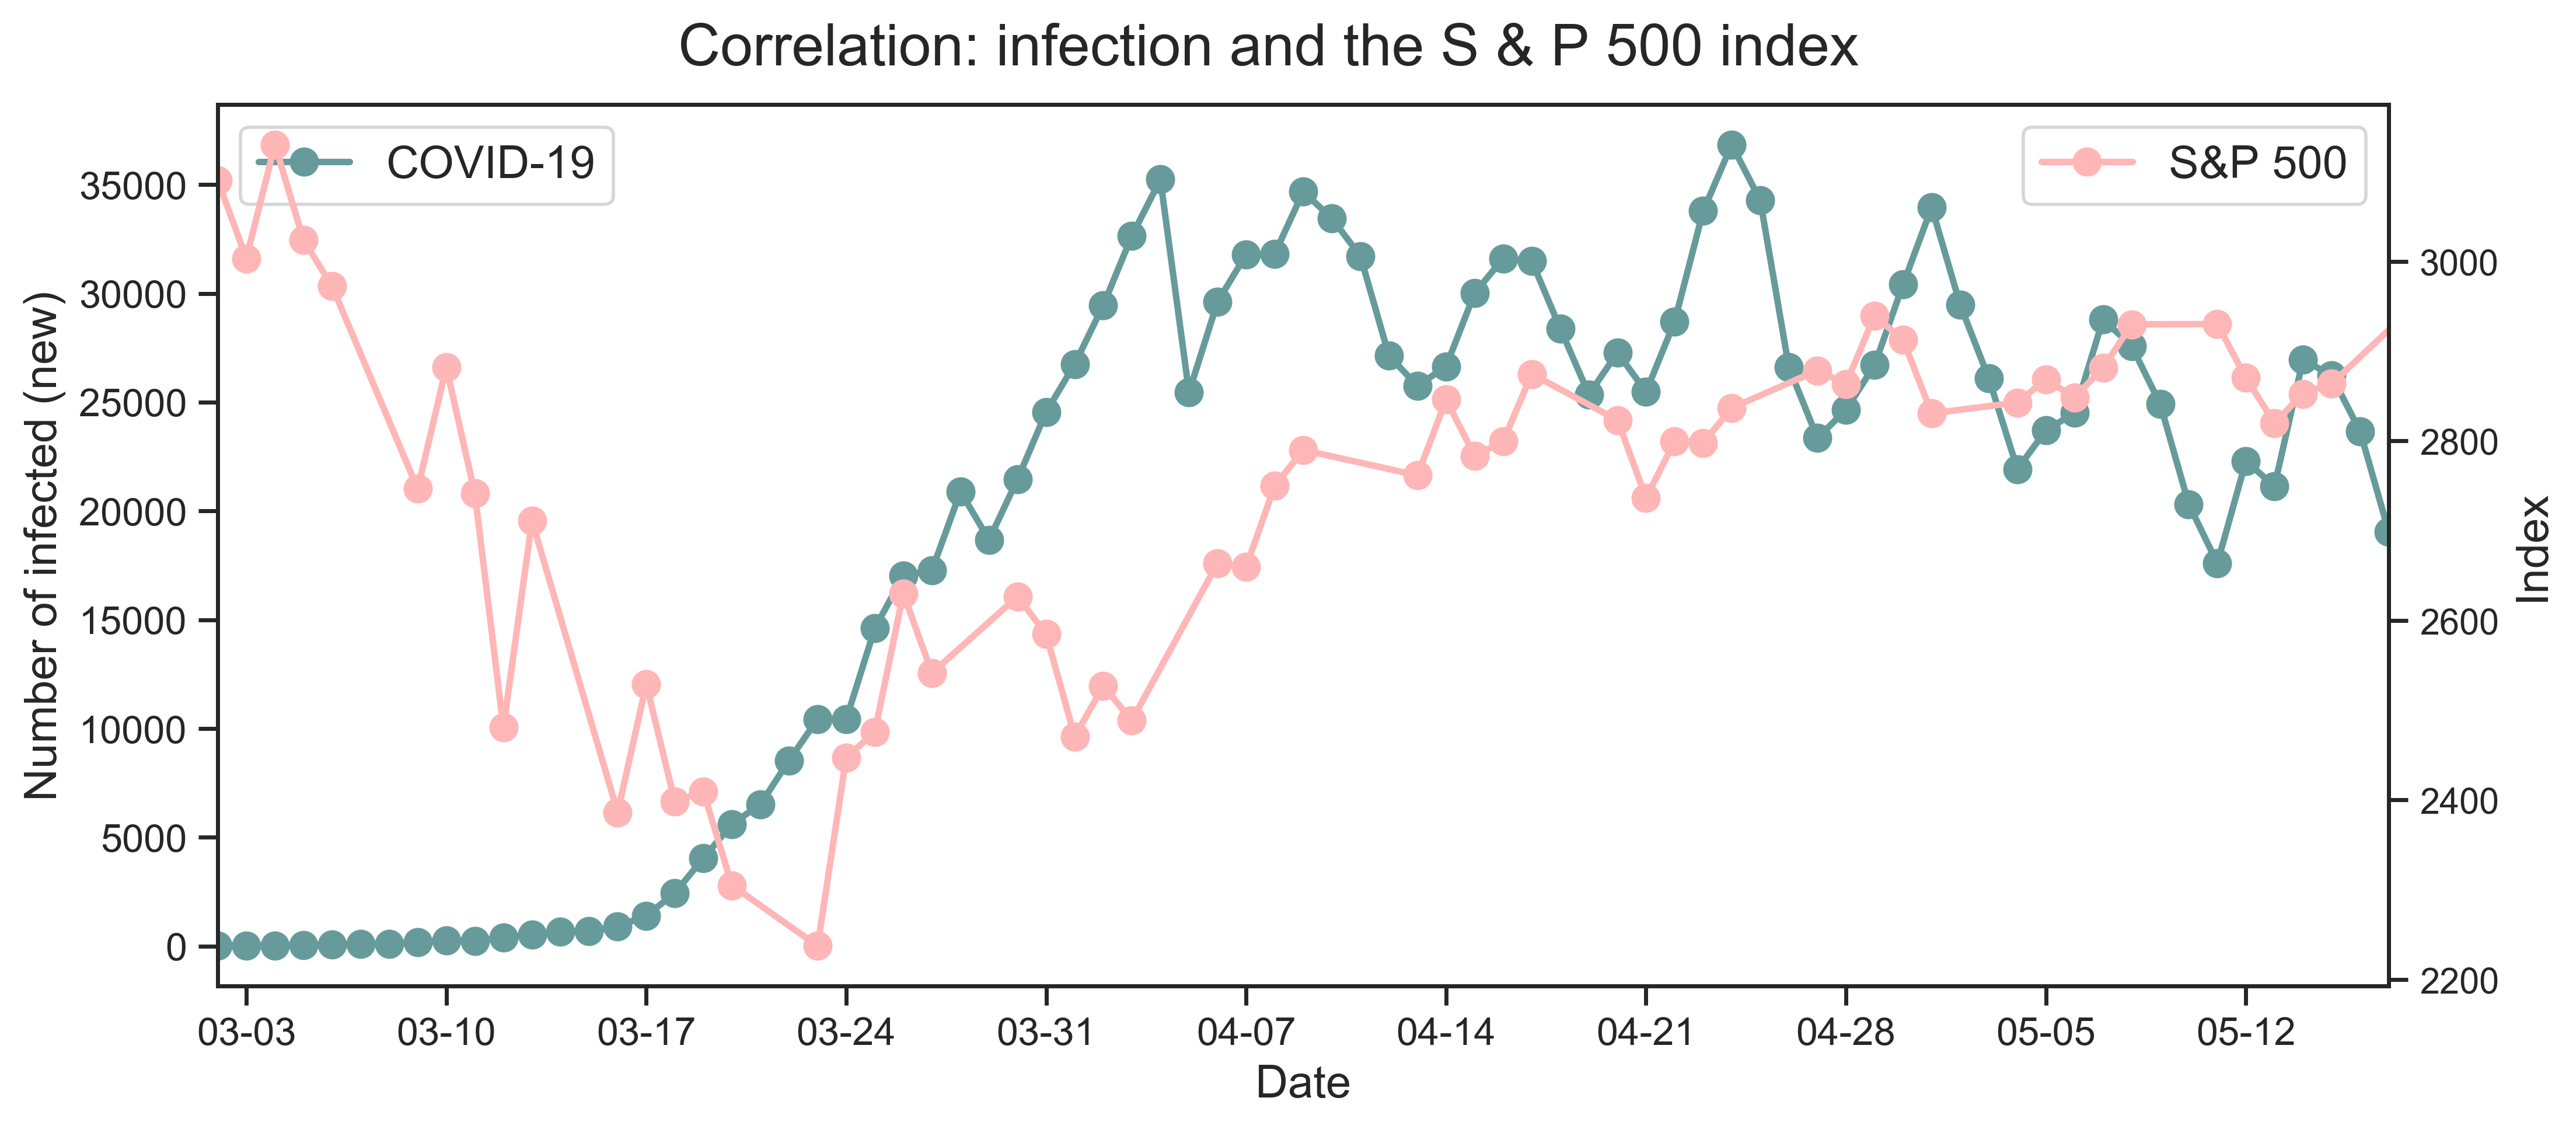 Correlation: infection and the S & P 500 index
COVID-19
S&P 500
Number of infected (new)
35000
30000
25000
20000
15000
10000
5000
0
3000
2800
2600
2400
2200
Index
03-03 03-10 03-17 03-24 03-31 04-07 04-14 04-21 04-28 05-05 05-12
Date